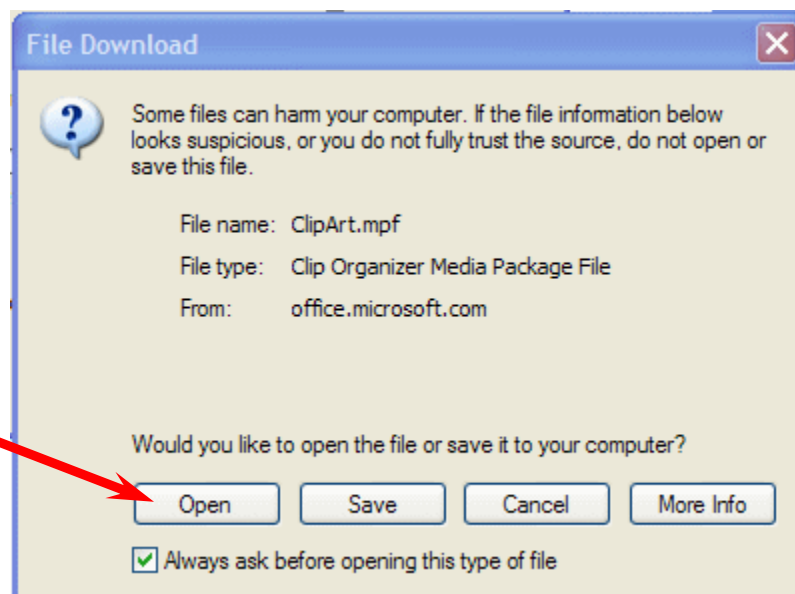 File Download
Some files can harm your computer. If the file information below
looks suspicious, or you do not fully trust the source, do not open or
save this file.
File name: ClipArt.mpf
File type: Clip Organizer Media Package File
From: office.microsoft.com
Would you like to open the file or save it to your computer?
Open Save Cancel More Info
Always ask before opening this type of file